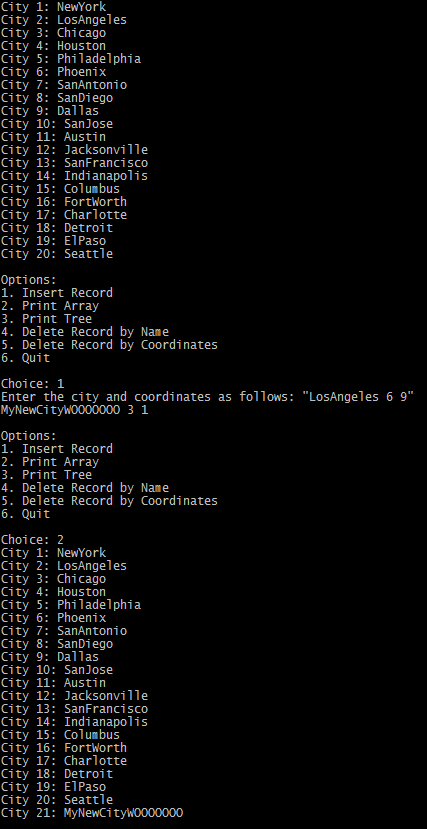 City 1: NewYork
City 2: LosAngeles
City 3: Chicago
City 4: Houston
City 5: Philadelphia
City 6: Phoenix
City 7: SanAntonio
City 8: SanDiego
City 9: Dallas
City 10: SanJose
City 11: Austin
City 12: Jacksonville
City 13: SanFrancisco
City 14: Indianapolis
City 15: Columbus
City 16: FortWorth
City 17: Charlotte
City 18: Detroit
City 19: ElPaso
City 20: Seattle
Options:
1. Insert Record
2. Print Array
3. Print Tree
4. Delete Record by Name
5. Delete Record by Coordinates
6. Quit
Choice: 1
Enter the city and coordinates as follows: "LosAngeles 6 9"
MyNewCityWOOOOOOO 3 1
Options:
1. Insert Record
2. Print Array
3. Print Tree
4. Delete Record by Name
5. Delete Record by Coordinates
6. Quit
Choice: 2
City 1: NewYork
City 2: LosAngeles
City 3: Chicago
City 4: Houston
City 5: Philadelphia
City 6: Phoenix
City 7: SanAntonio
City 8: SanDiego
City 9: Dallas
City 10: SanJose
City 11: Austin
City 12: Jacksonville
City 13: SanFrancisco
City 14: Indianapolis
City 15: Columbus
City 16: FortWorth
City 17: Charlotte
City 18: Detroit
City 19: ElPaso
City 20: Seattle
City 21: MyNewCityWOOOOOOO